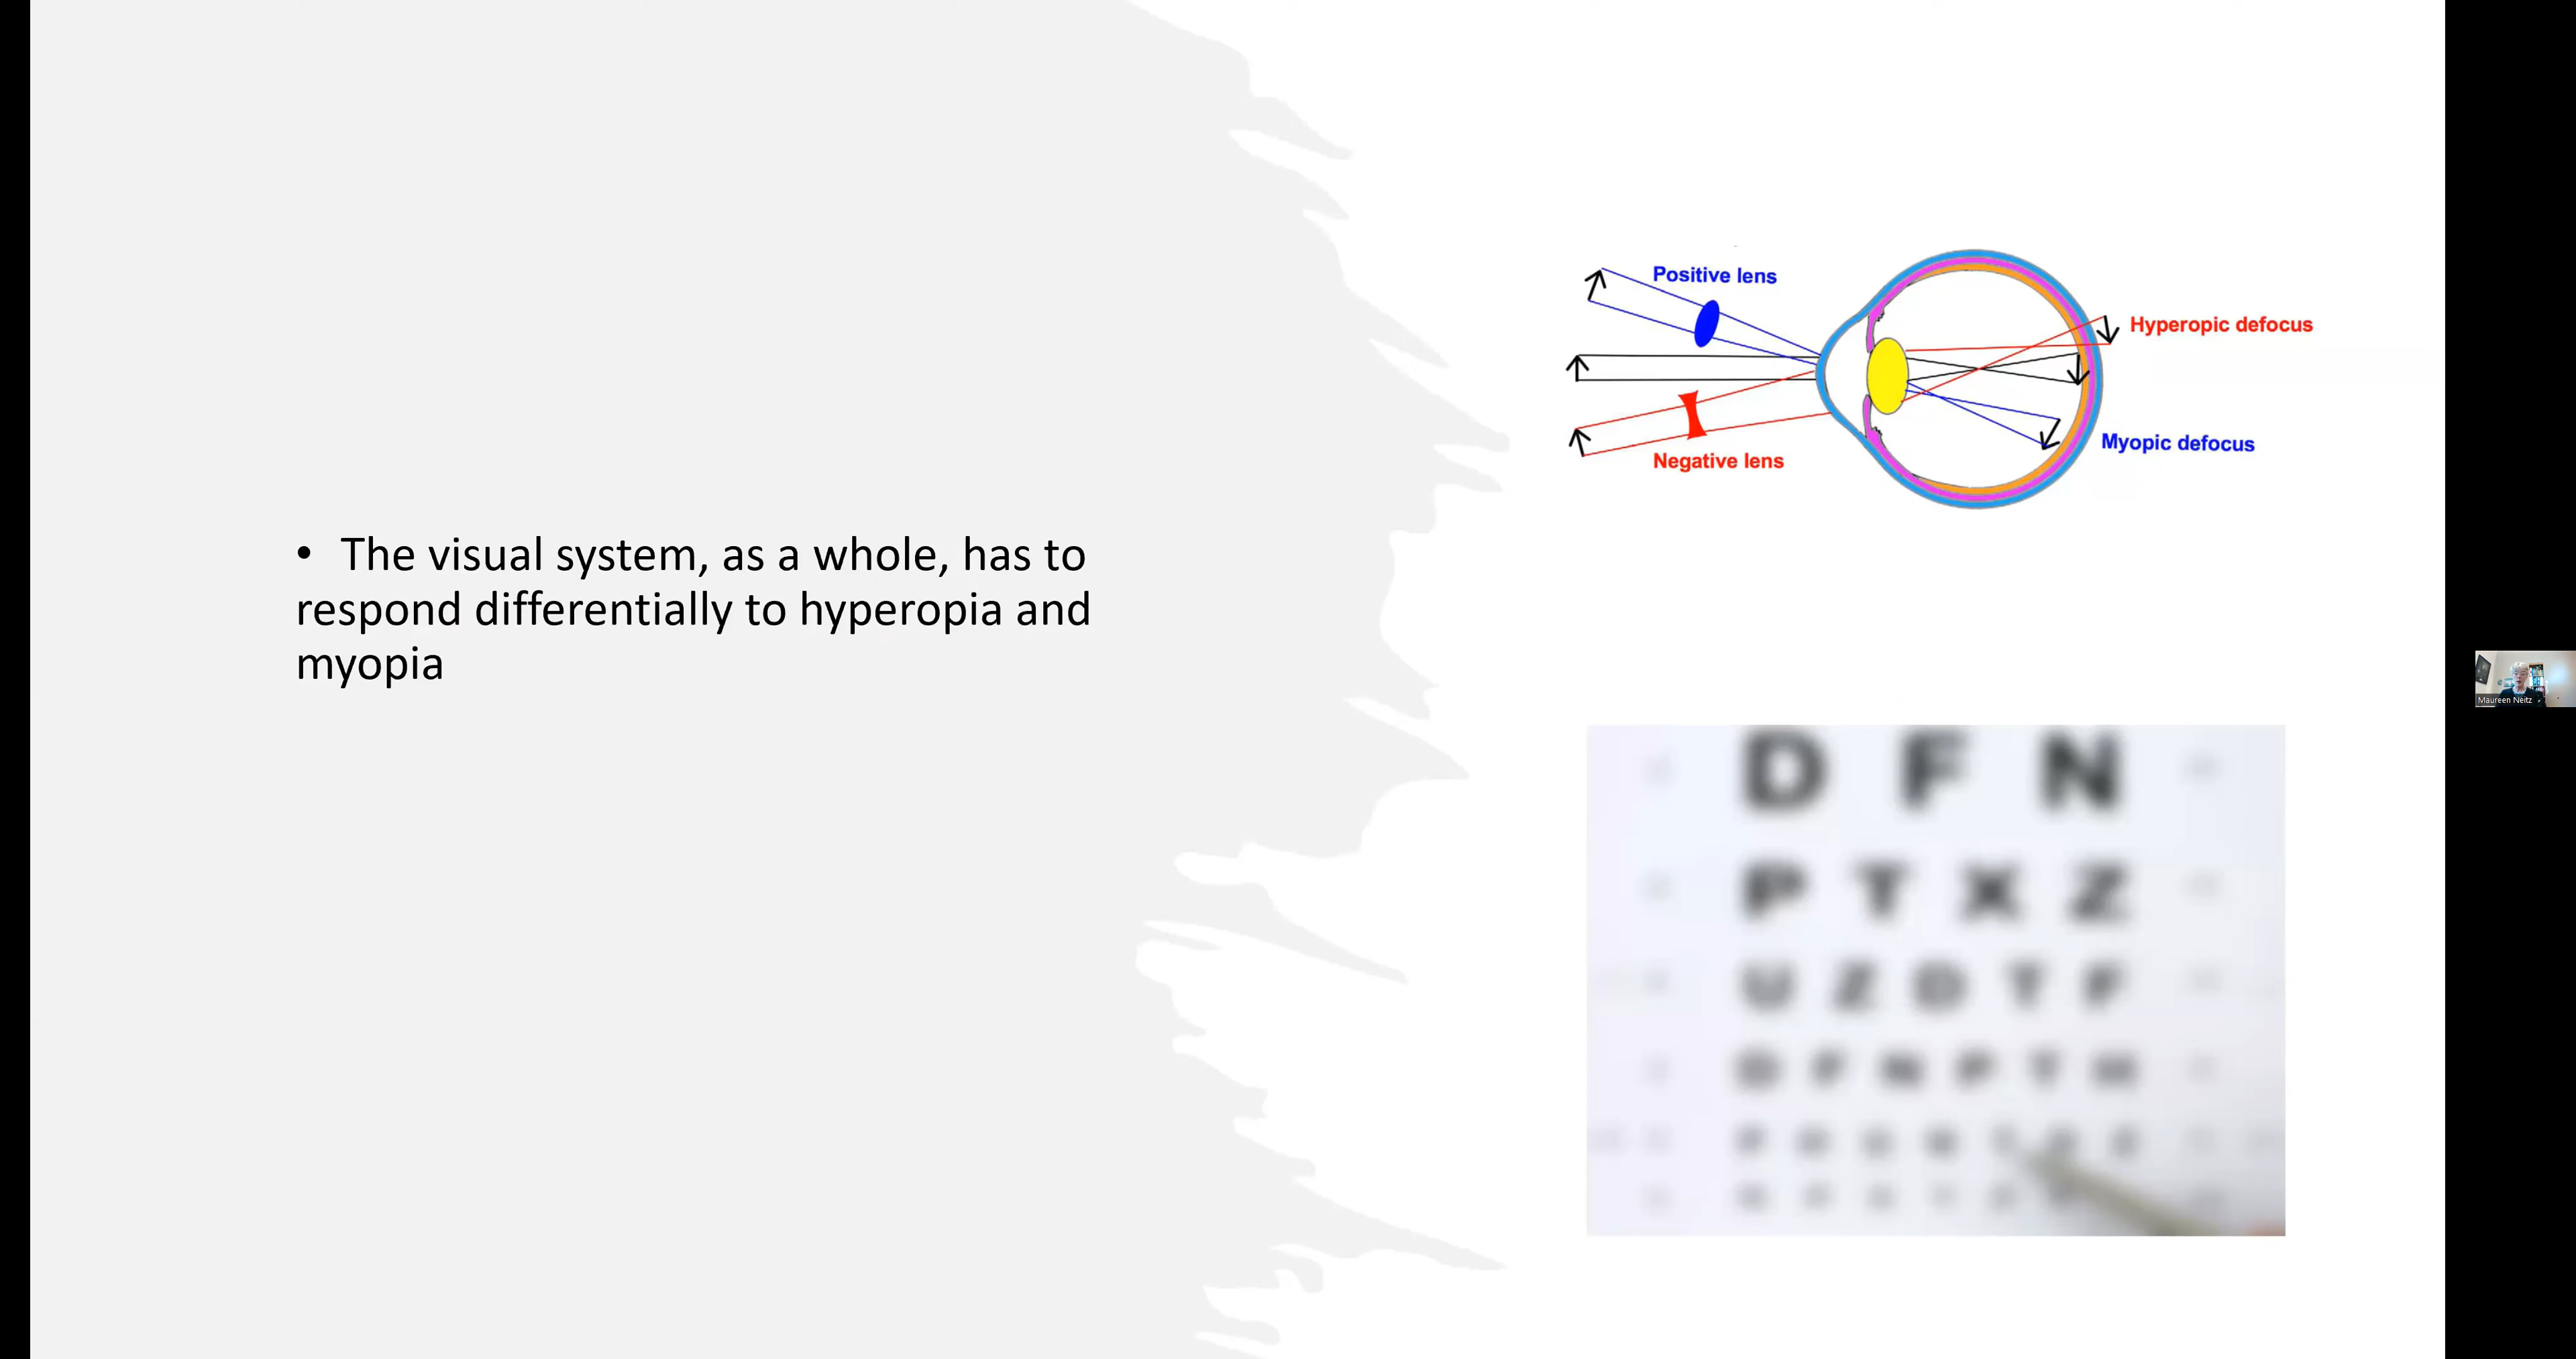 • The visual system, as a whole, has to
respond differentially to hyperopia and
myopia
Positive lens
Hyperopic defocus
Myopic defocus
Negative lens
Maureen Neitz
D F N
P T X Z
U Z D T F
D F N P T H